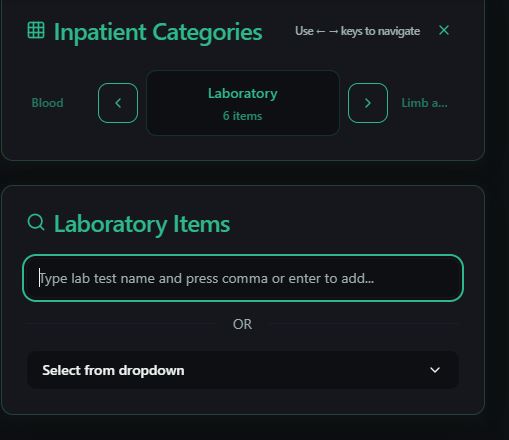 Inpatient Categories
Use ← → keys to navigate
Blood
Laboratory
6 items
Limb a...
Laboratory Items
Type lab test name and press comma or enter to add...
OR
Select from dropdown